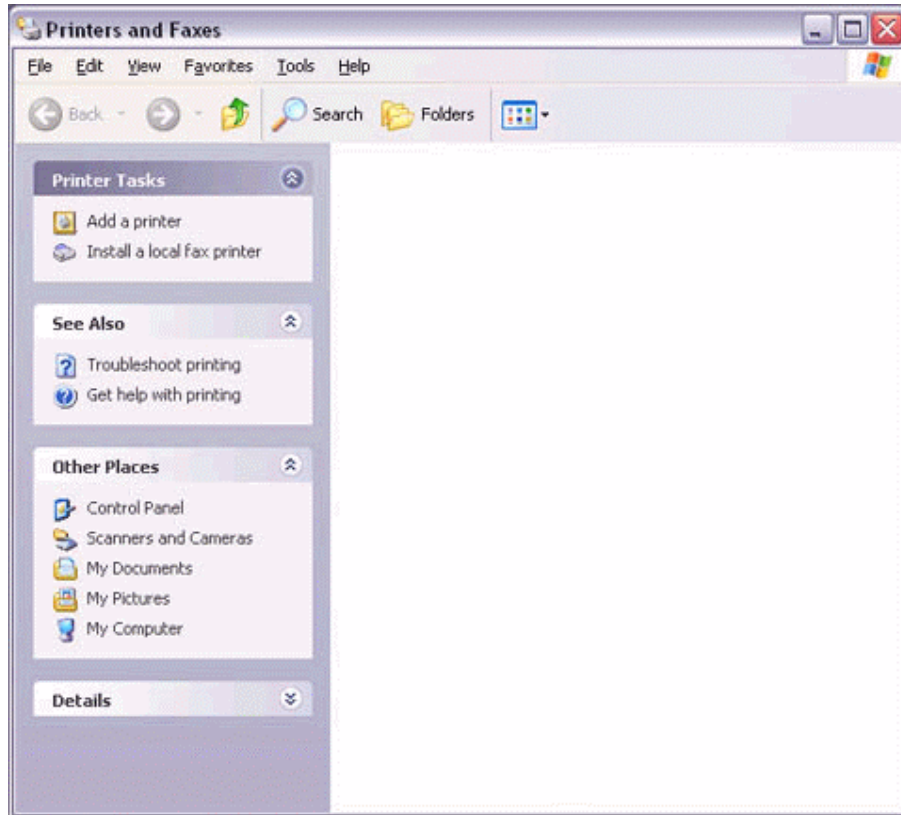 Printers and Faxes
File Edit View Favorites Tools Help
Back Search Folders
Printer Tasks
Add a printer
Install a local fax printer
See Also
Troubleshoot printing
Get help with printing
Other Places
Control Panel
Scanners and Cameras
My Documents
My Pictures
My Computer
Details